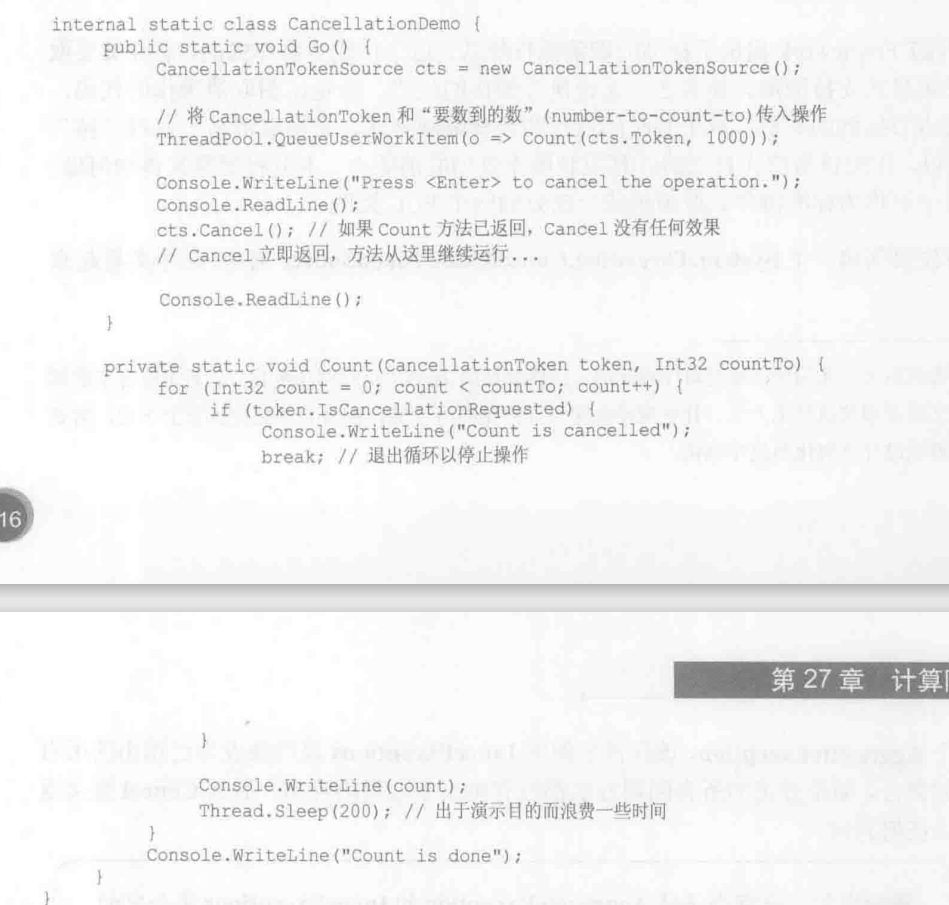 internal static class CancellationDemo {
public static void Go() {
CancellationTokenSource cts = new CancellationTokenSource();
// 将 CancellationToken 和“要数到的数”(number-to-count-to)传入操作
ThreadPool.QueueUserWorkItem(o => Count(cts.Token, 1000));
Console.WriteLine("Press <Enter> to cancel the operation.");
Console.ReadLine();
cts.Cancel(); // 如果 Count 方法已返回，Cancel 没有任何效果
// Cancel 立即返回，方法从这里继续运行...
Console.ReadLine();
}
private static void Count(CancellationToken token, Int32 countTo) {
for (Int32 count = 0; count < countTo; count++) {
if (token.IsCancellationRequested) {
Console.WriteLine("Count is cancelled");
break; // 退出循环以停止操作
16
第 27 章 计算
}
Console.WriteLine(count);
Thread.Sleep(200); // 出于演示目的而浪费一些时间
}
Console.WriteLine("Count is done");
}
}